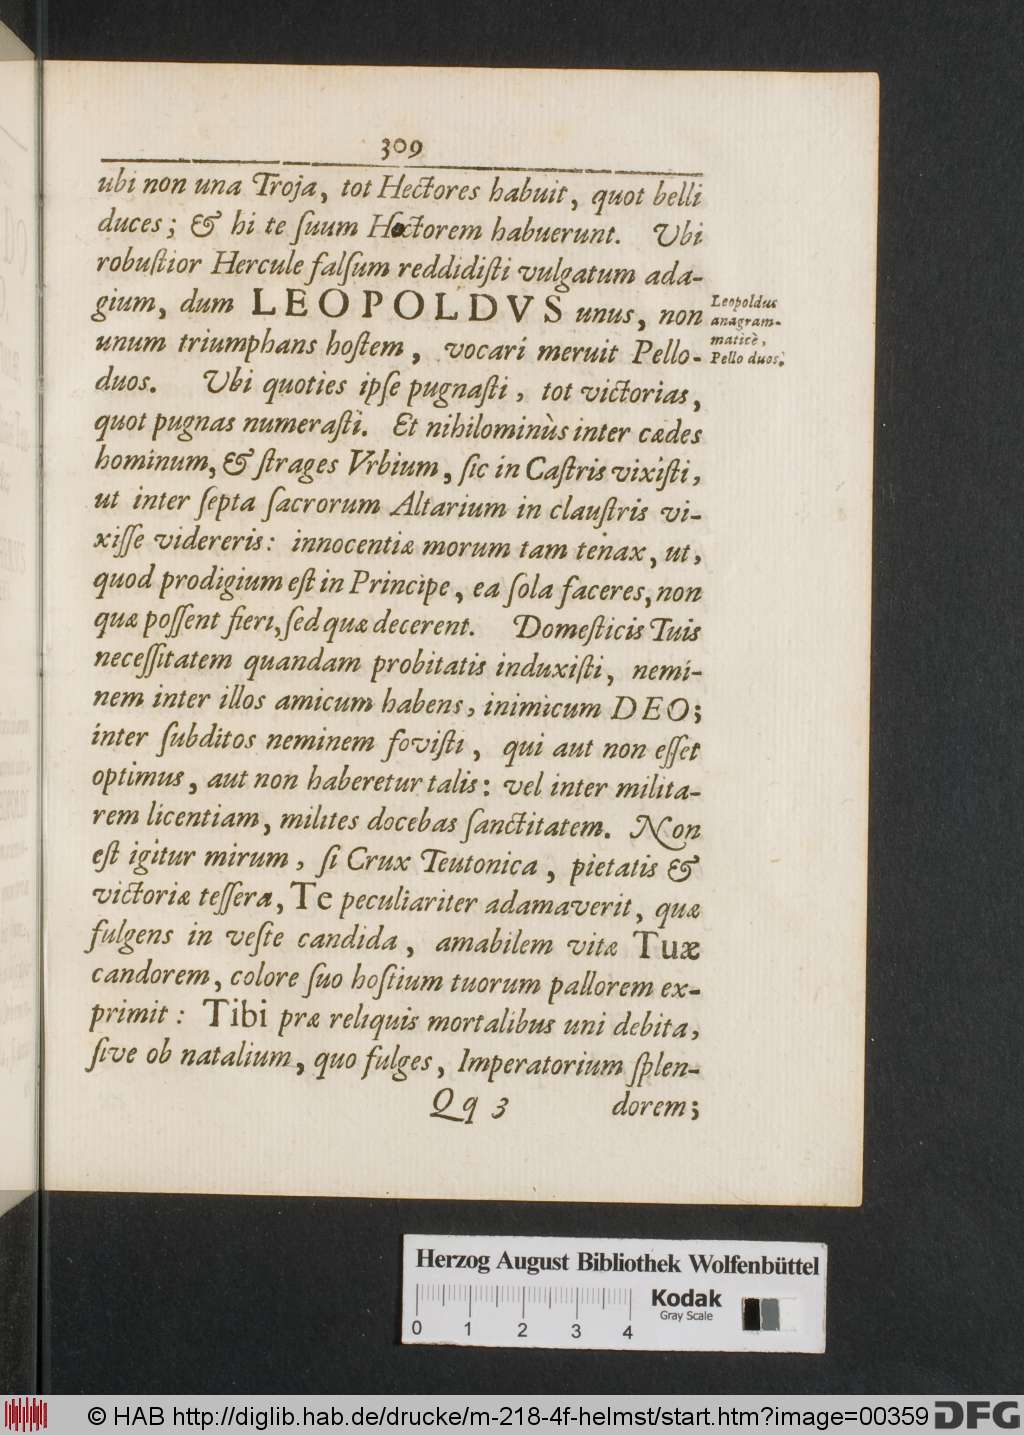 309
ubi non una Troja, tot Hectores habuit, quot belli
duces; & hi te ſuum Hectorem habuerunt. Vbi
robuſtior Hercule falſum reddidiſti vulgatum ada-
gium, dum LEOPOLDVS unus, non
unum triumphans hoſtem, vocari meruit Pello-
duos. Vbi quoties ipſe pugnaſti, tot victorias,
quot pugnas numeraſti. Et nihilominùs inter cædes
hominum, & ſtrages Vrbium, ſic in Caſtris vixiſti,
ut inter ſepta ſacrorum Altarium in clauſtris vi-
xiſſe videreris: innocentiæ morum tam tenax, ut,
quod prodigium eſt in Principe, ea ſola faceres, non
quæ poſſent fieri, ſed quæ decerent. Domeſticis Tuis
neceſſitatem quandam probitatis induxiſti, nemi-
nem inter illos amicum habens, inimicum DEO;
inter ſubditos neminem foviſti, qui aut non eſſet
optimus, aut non haberetur talis: vel inter milita-
rem licentiam, milites docebas ſanctitatem. Non
eſt igitur mirum, ſi Crux Teutonica, pietatis &
victoriæ teſſera, Te peculiariter adamaverit, quæ
fulgens in veſte candida, amabilem vitæ Tuæ
candorem, colore ſuo hoſtium tuorum pallorem ex-
primit: Tibi præ reliquis mortalibus uni debita,
ſive ob natalium, quo fulges, Imperatorium ſplen-
Qq 3 dorem;
Leopoldus
anagram-
maticè,
Pello duos.
Herzog August Bibliothek Wolfenbüttel
Kodak
Gray Scale
0 1 2 3 4
© HAB http://diglib.hab.de/drucke/m-218-4f-helmst/start.htm?image=00359
DFG